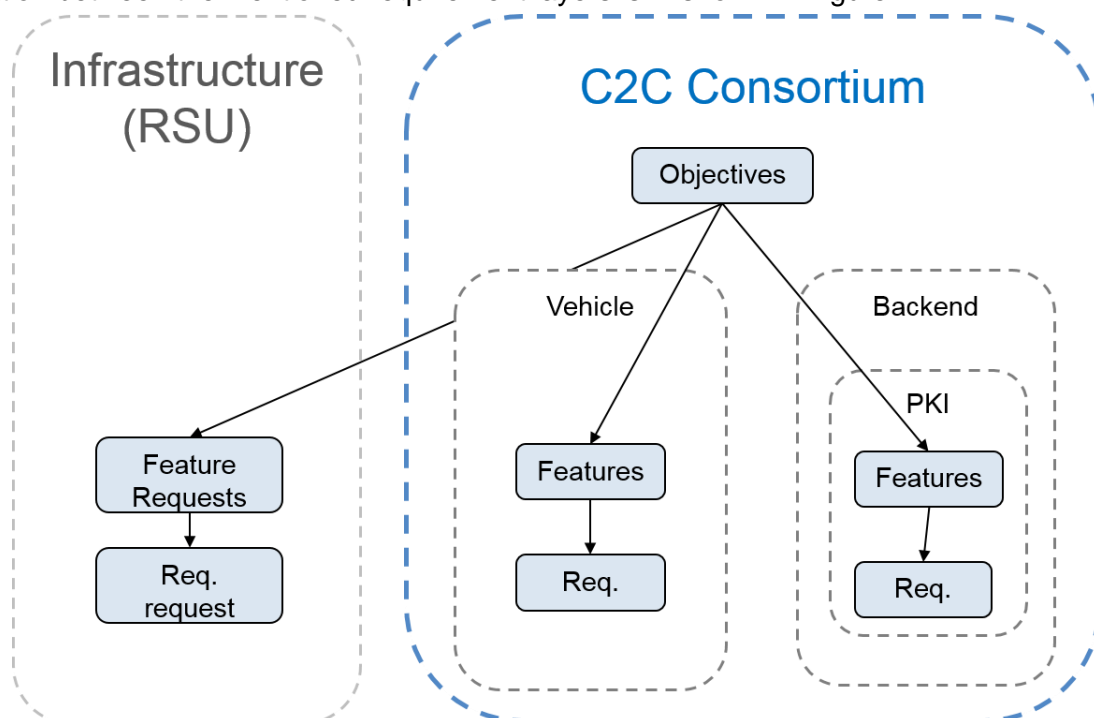 Infrastructure
(RSU)
C2C Consortium
Objectives
Vehicle
Backend
PKI
Feature
Requests
Features
Features
Req.
request
Req.
Req.